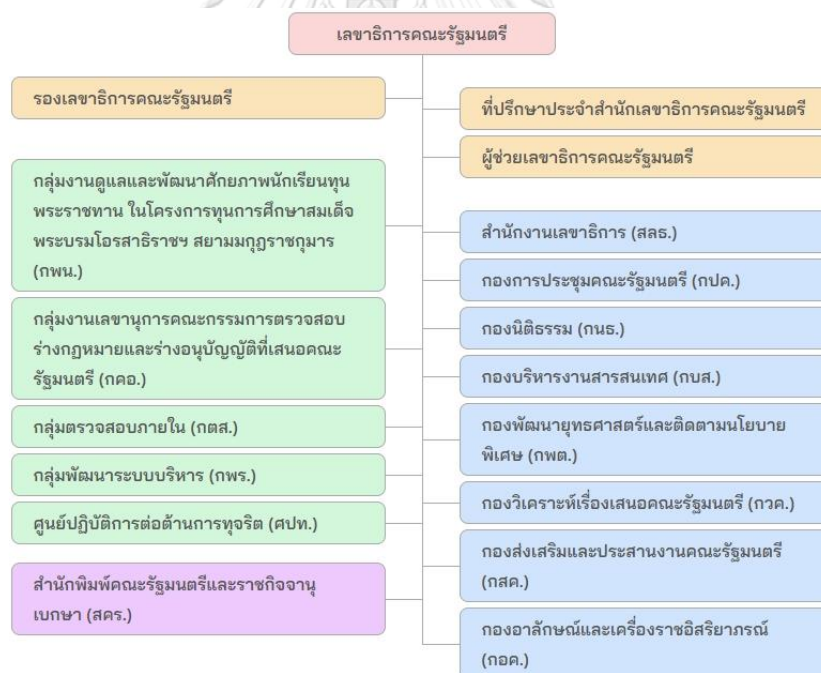 เลขาธิการคณะรัฐมนตรี
รองเลขาธิการคณะรัฐมนตรี
ที่ปรึกษาประจำสำนักเลขาธิการคณะรัฐมนตรี
ผู้ช่วยเลขาธิการคณะรัฐมนตรี
กลุ่มงานดูแลและพัฒนาศักยภาพนักเรียนทุน
พระราชทาน ในโครงการทุนการศึกษาสมเด็จ
พระบรมโอรสาธิราชฯ สยามมกุฎราชกุมาร
(กพน.)
กลุ่มงานเลขานุการคณะกรรมการตรวจสอบ
ร่างกฎหมายและร่างอนุบัญญัติที่เสนอคณะ
รัฐมนตรี (กคอ.)
กลุ่มตรวจสอบภายใน (กตส.)
กลุ่มพัฒนาระบบบริหาร (กพร.)
ศูนย์ปฏิบัติการต่อต้านการทุจริต (ศปท.)
สำนักพิมพ์คณะรัฐมนตรีและราชกิจจานุ
เบกษา (สคร.)
สำนักงานเลขาธิการ (สลธ.)
กองการประชุมคณะรัฐมนตรี (กปค.)
กองนิติธรรม (กนธ.)
กองบริหารงานสารสนเทศ (กบส.)
กองพัฒนายุทธศาสตร์และติดตามนโยบาย
พิเศษ (กพต.)
กองวิเคราะห์เรื่องเสนอคณะรัฐมนตรี (กวค.)
กองส่งเสริมและประสานงานคณะรัฐมนตรี
(กสค.)
กองอาลักษณ์และเครื่องราชอิสริยาภรณ์
(กอค.)